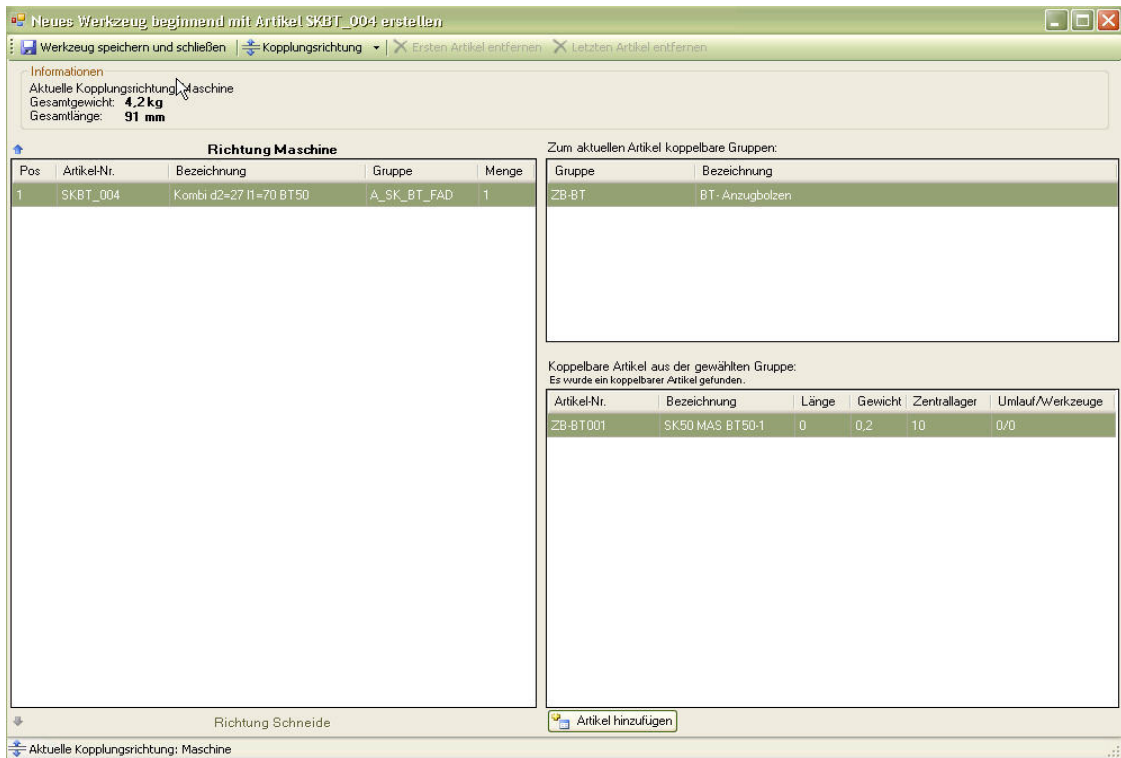 Neues Werkzeug beginnend mit Artikel SKBT_004 erstellen
Werkzeug speichern und schließen Kopplungsrichtung Ersten Artikel entfernen Letzten Artikel entfernen
Informationen
Aktuelle Kopplungsrichtung: Maschine
Gesamtgewicht: 4,2 kg
Gesamtlänge: 91 mm
Richtung Maschine
Pos Artikel-Nr. Bezeichnung Gruppe Menge
1 SKBT_004 Kombi d2=27 l1=70 BT50 A_SK_BT_FAD 1
Richtung Schneide
Zum aktuellen Artikel koppelbare Gruppen:
Gruppe Bezeichnung
ZB-BT BT- Anzugbolzen
Koppelbare Artikel aus der gewählten Gruppe:
Es wurde ein koppelbarer Artikel gefunden.
Artikel-Nr. Bezeichnung Länge Gewicht Zentrallager Umlauf/Werkzeuge
ZB-BT001 SK50 MAS BT50-1 0 0,2 10 0/0
Artikel hinzufügen
Aktuelle Kopplungsrichtung: Maschine